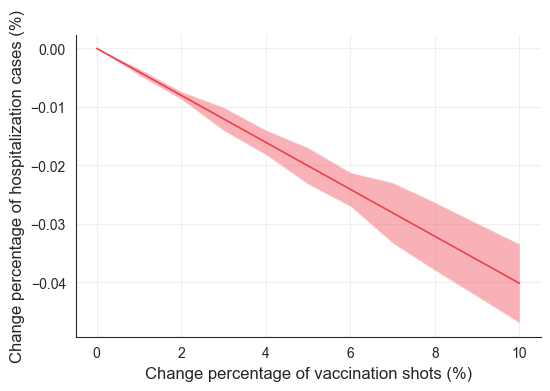 Change percentage of hospitalization cases (%)
0.00
−0.01
−0.02
−0.03
−0.04
0 2 4 6 8 10
Change percentage of vaccination shots (%)